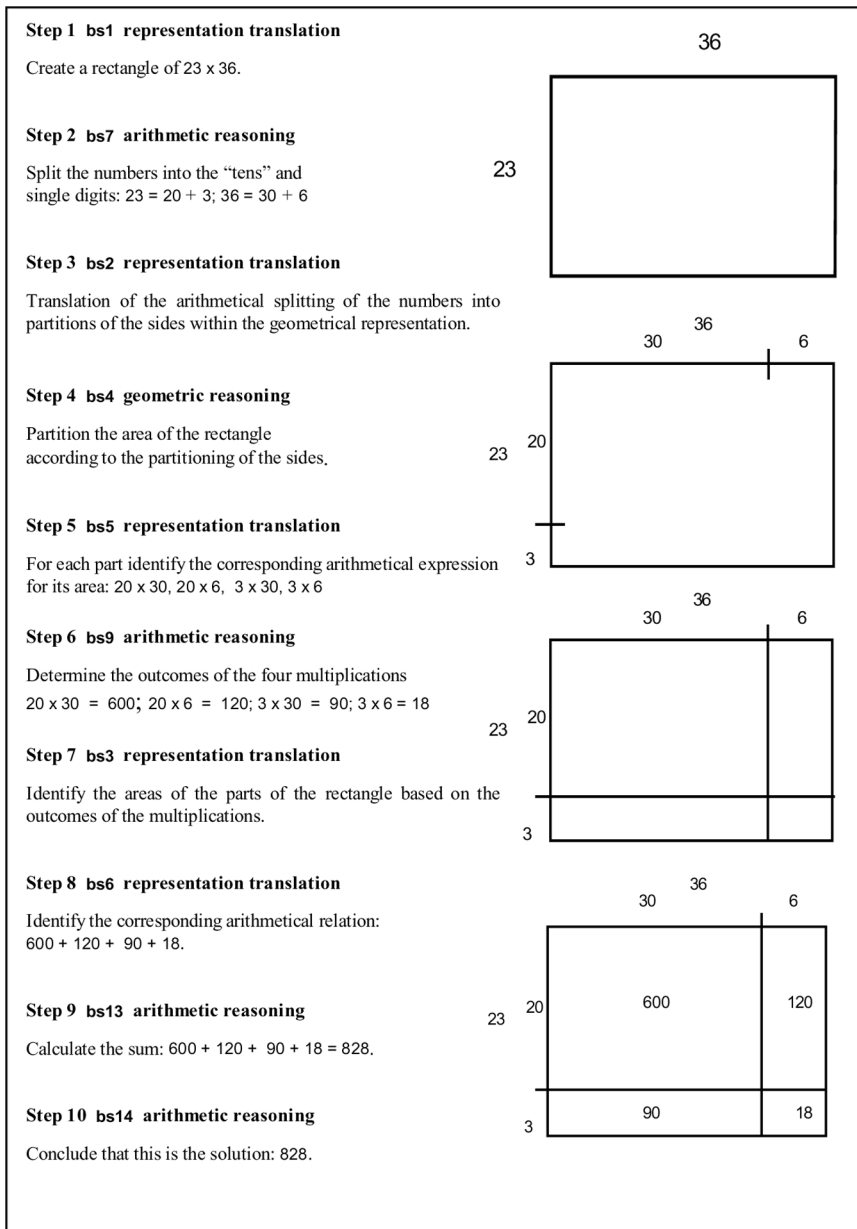 Step 1 bs1 representation translation
Create a rectangle of 23 x 36.
Step 2 bs7 arithmetic reasoning
Split the numbers into the “tens” and
single digits: 23 = 20 + 3; 36 = 30 + 6
Step 3 bs2 representation translation
Translation of the arithmetical splitting of the numbers into
partitions of the sides within the geometrical representation.
Step 4 bs4 geometric reasoning
Partition the area of the rectangle
according to the partitioning of the sides.
Step 5 bs5 representation translation
For each part identify the corresponding arithmetical expression
for its area: 20 x 30, 20 x 6, 3 x 30, 3 x 6
Step 6 bs9 arithmetic reasoning
Determine the outcomes of the four multiplications
20 x 30 = 600; 20 x 6 = 120; 3 x 30 = 90; 3 x 6 = 18
Step 7 bs3 representation translation
Identify the areas of the parts of the rectangle based on the
outcomes of the multiplications.
Step 8 bs6 representation translation
Identify the corresponding arithmetical relation:
600 + 120 + 90 + 18.
Step 9 bs13 arithmetic reasoning
Calculate the sum: 600 + 120 + 90 + 18 = 828.
Step 10 bs14 arithmetic reasoning
Conclude that this is the solution: 828.
36
23
36
30 6
20
23
3
36
30 6
20
23
3
36
30 6
20 600 120
23
90 18
3